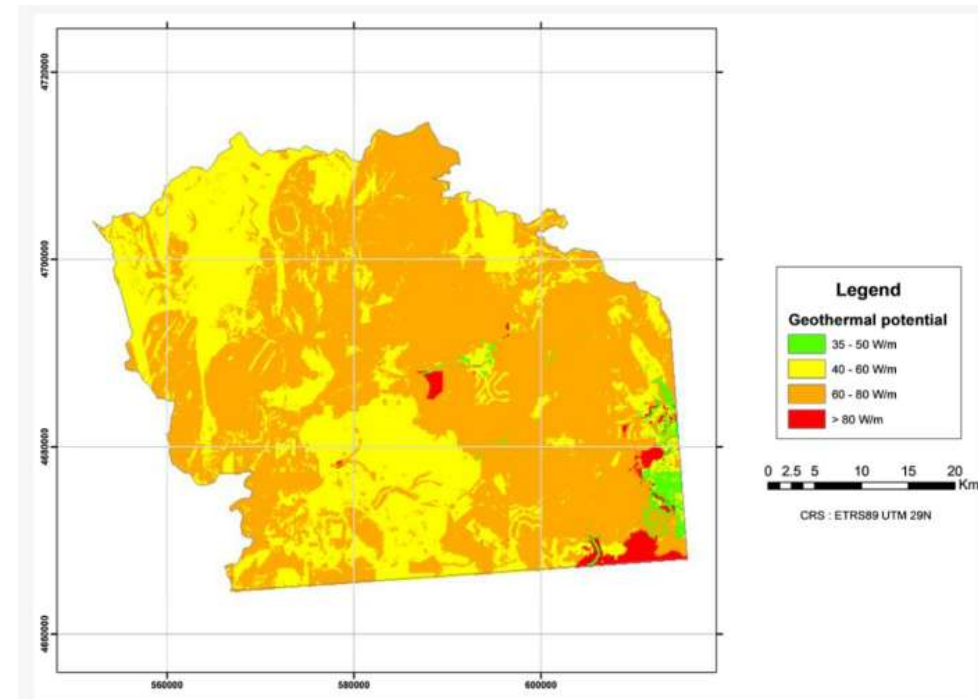 4720000
4700000
4680000
4660000
560000
580000
600000
Legend
Geothermal potential
35 - 50 W/m
40 - 60 W/m
60 - 80 W/m
> 80 W/m
0 2.5 5 10 15 20
Km
CRS : ETRS89 UTM 29N